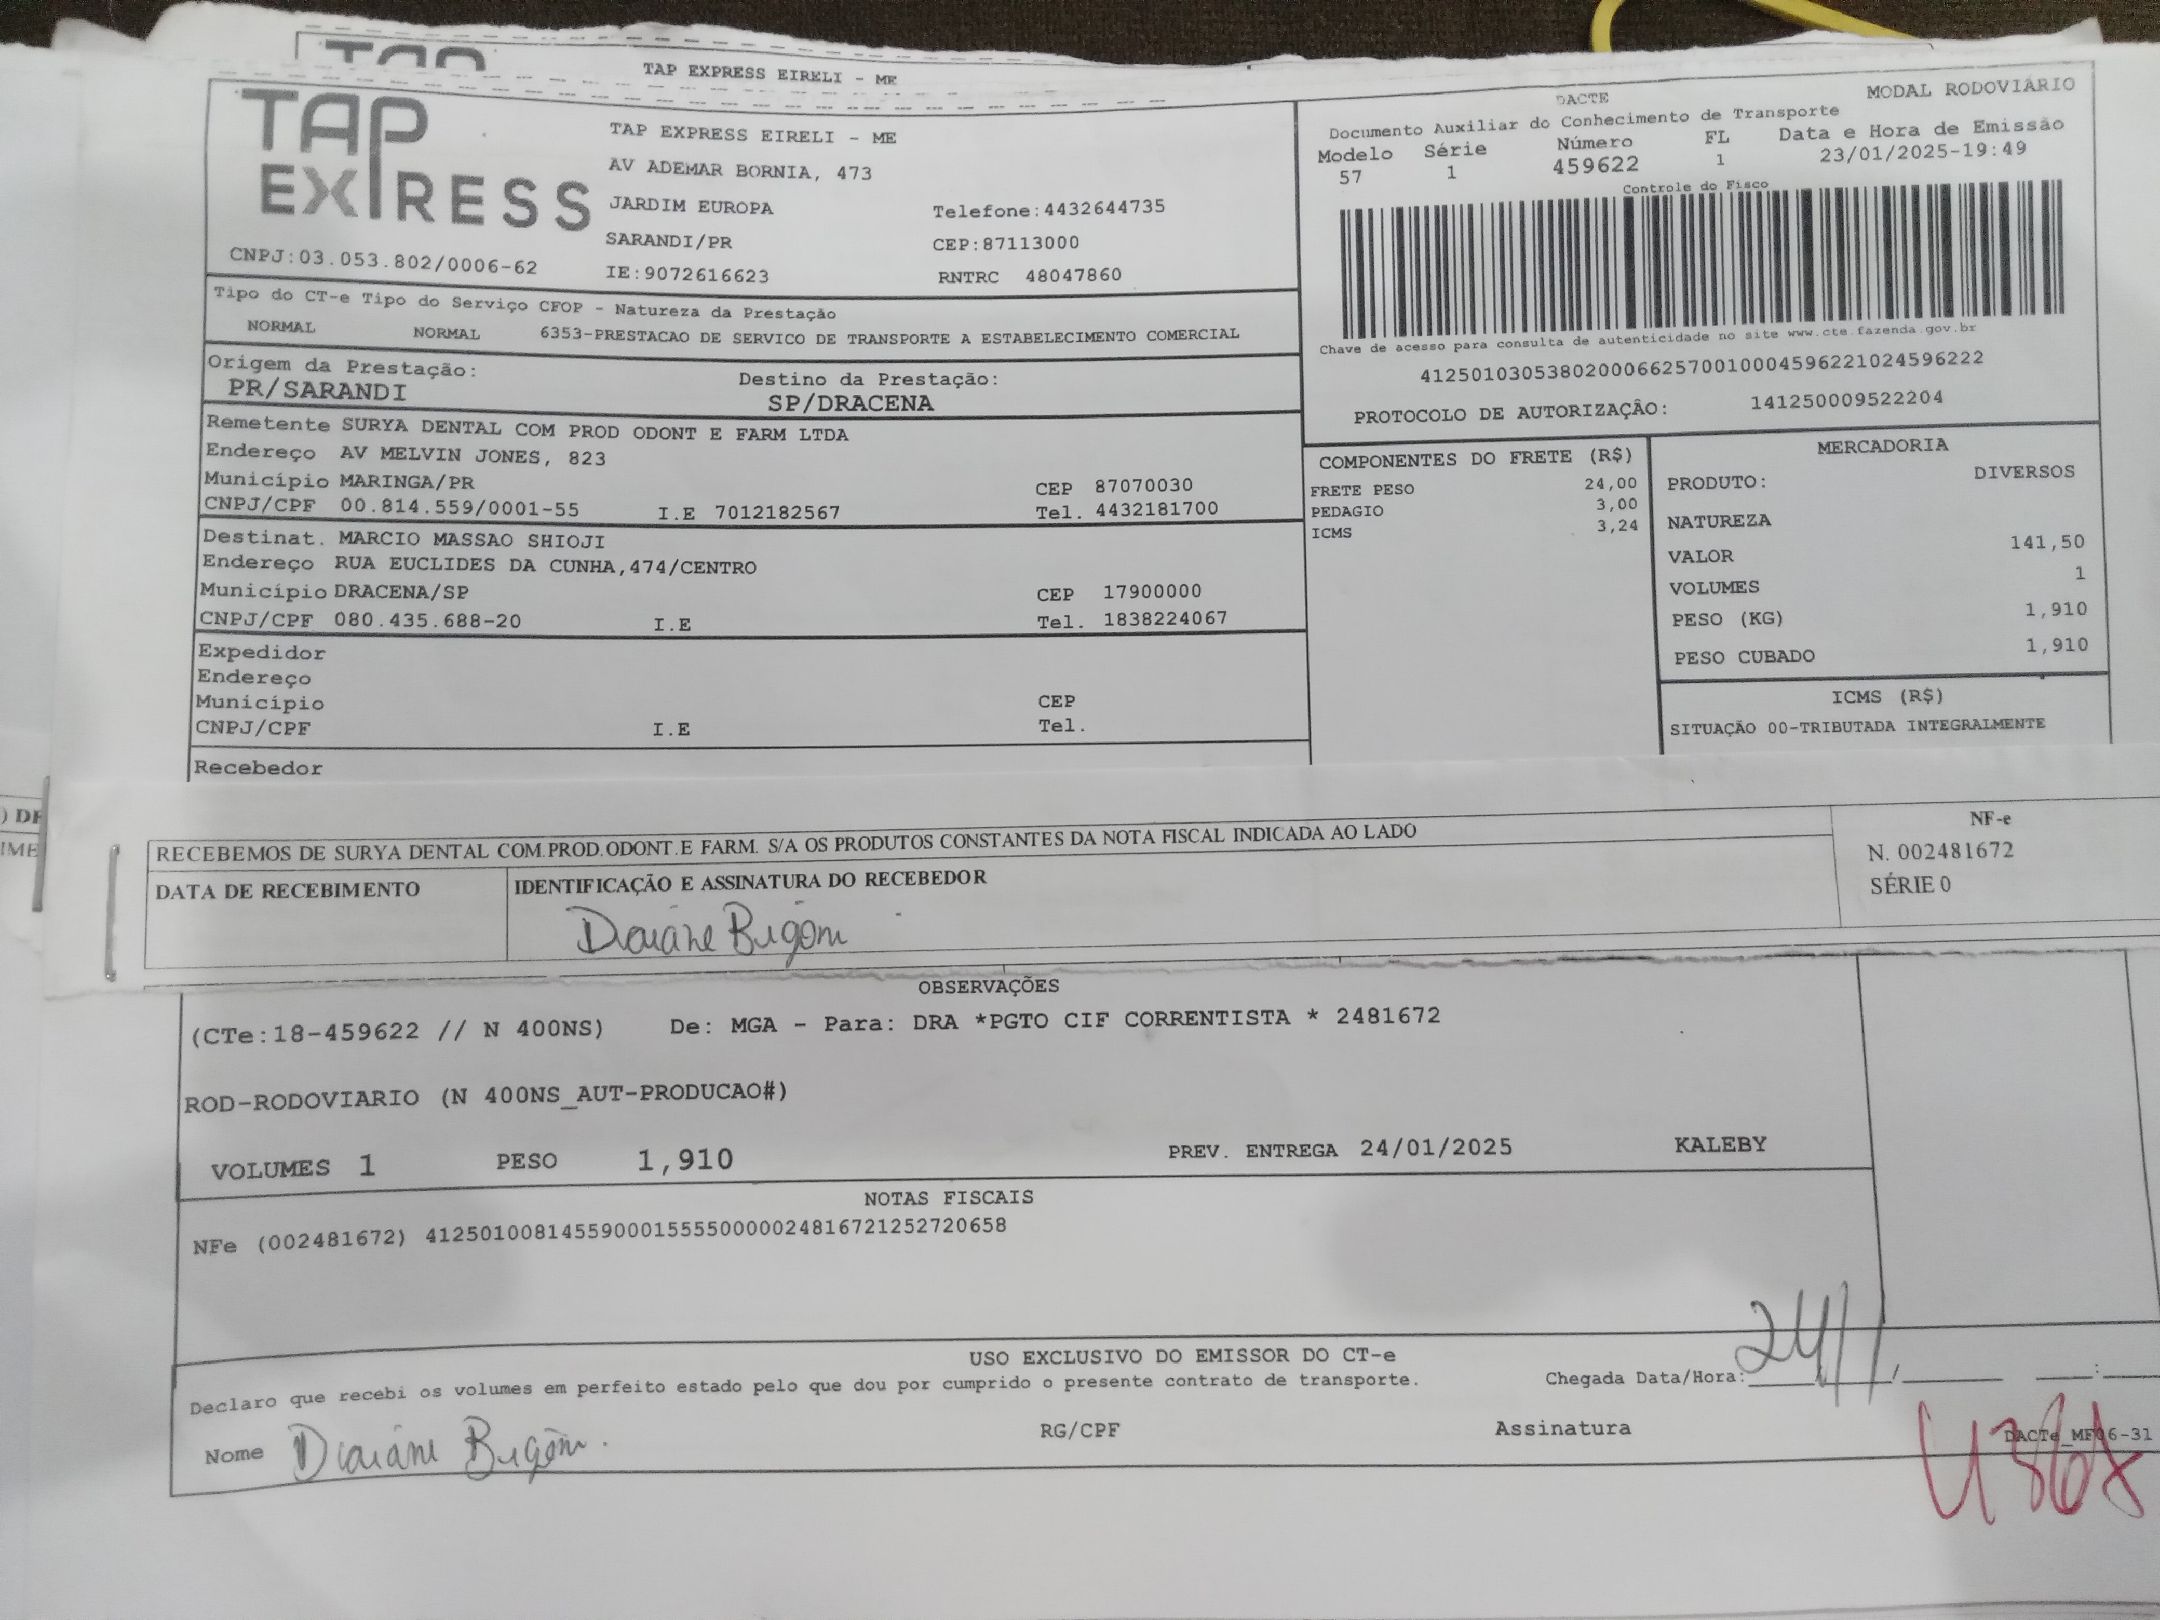 TAP EXPRESS EIRELI - ME
TAP EXPRESS
TAP EXPRESS EIRELI - ME
AV ADEMAR BORNIA, 473
JARDIM EUROPA Telefone:4432644735
SARANDI/PR CEP:87113000
CNPJ:03.053.802/0006-62 IE:9072616623 RNTRC 48047860
DACTE MODAL RODOVIÁRIO
Documento Auxiliar do Conhecimento de Transporte
Modelo Série Número FL Data e Hora de Emissão
57 1 459622 1 23/01/2025-19:49
Controle do Fisco
Chave de acesso para consulta de autenticidade no site www.cte.fazenda.gov.br
41250103053802000662570010004596221024596222
PROTOCOLO DE AUTORIZAÇÃO: 141250009522204
Tipo do CT-e Tipo do Serviço CFOP - Natureza da Prestação
NORMAL NORMAL 6353-PRESTACAO DE SERVICO DE TRANSPORTE A ESTABELECIMENTO COMERCIAL
Origem da Prestação: Destino da Prestação:
PR/SARANDI SP/DRACENA
Remetente SURYA DENTAL COM PROD ODONT E FARM LTDA
Endereço AV MELVIN JONES, 823
Município MARINGA/PR CEP 87070030
CNPJ/CPF 00.814.559/0001-55 I.E 7012182567 Tel. 4432181700
Destinat. MARCIO MASSAO SHIOJI
Endereço RUA EUCLIDES DA CUNHA,474/CENTRO
Município DRACENA/SP CEP 17900000
CNPJ/CPF 080.435.688-20 I.E Tel. 1838224067
Expedidor
Endereço
Município CEP
CNPJ/CPF I.E Tel.
Recebedor
COMPONENTES DO FRETE (R$)
FRETE PESO 24,00
PEDAGIO 3,00
ICMS 3,24
MERCADORIA
PRODUTO: DIVERSOS
NATUREZA
VALOR 141,50
VOLUMES 1
PESO (KG) 1,910
PESO CUBADO 1,910
ICMS (R$)
SITUAÇÃO 00-TRIBUTADA INTEGRALMENTE
) DE
IME
RECEBEMOS DE SURYA DENTAL COM.PROD.ODONT.E FARM. S/A OS PRODUTOS CONSTANTES DA NOTA FISCAL INDICADA AO LADO
DATA DE RECEBIMENTO IDENTIFICAÇÃO E ASSINATURA DO RECEBEDOR
Daiane Bigoni
NF-e
N. 002481672
SÉRIE 0
OBSERVAÇÕES
(CTe:18-459622 // N 400NS) De: MGA - Para: DRA *PGTO CIF CORRENTISTA * 2481672
ROD-RODOVIARIO (N 400NS_AUT-PRODUCAO#)
VOLUMES 1 PESO 1,910 PREV. ENTREGA 24/01/2025 KALEBY
NOTAS FISCAIS
NFe (002481672) 41250100814559000155550000024816721252720658
USO EXCLUSIVO DO EMISSOR DO CT-e
Declaro que recebi os volumes em perfeito estado pelo que dou por cumprido o presente contrato de transporte. Chegada Data/Hora: 24/1
Nome Daiane Bigoni. RG/CPF Assinatura DACTe_MF06-31